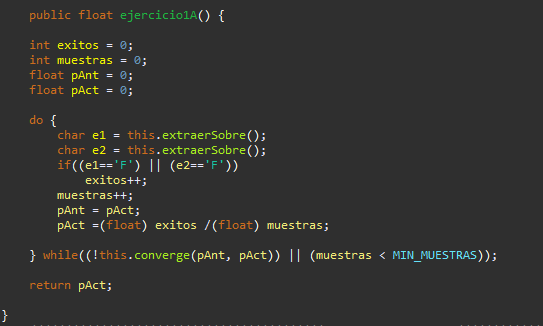 public float ejercicio1A() {
int exitos = 0;
int muestras = 0;
float pAnt = 0;
float pAct = 0;
do {
char e1 = this.extraerSobre();
char e2 = this.extraerSobre();
if((e1=='F') || (e2=='F'))
exitos++;
muestras++;
pAnt = pAct;
pAct =(float) exitos /(float) muestras;
} while((!this.converge(pAnt, pAct)) || (muestras < MIN_MUESTRAS));
return pAct;
}